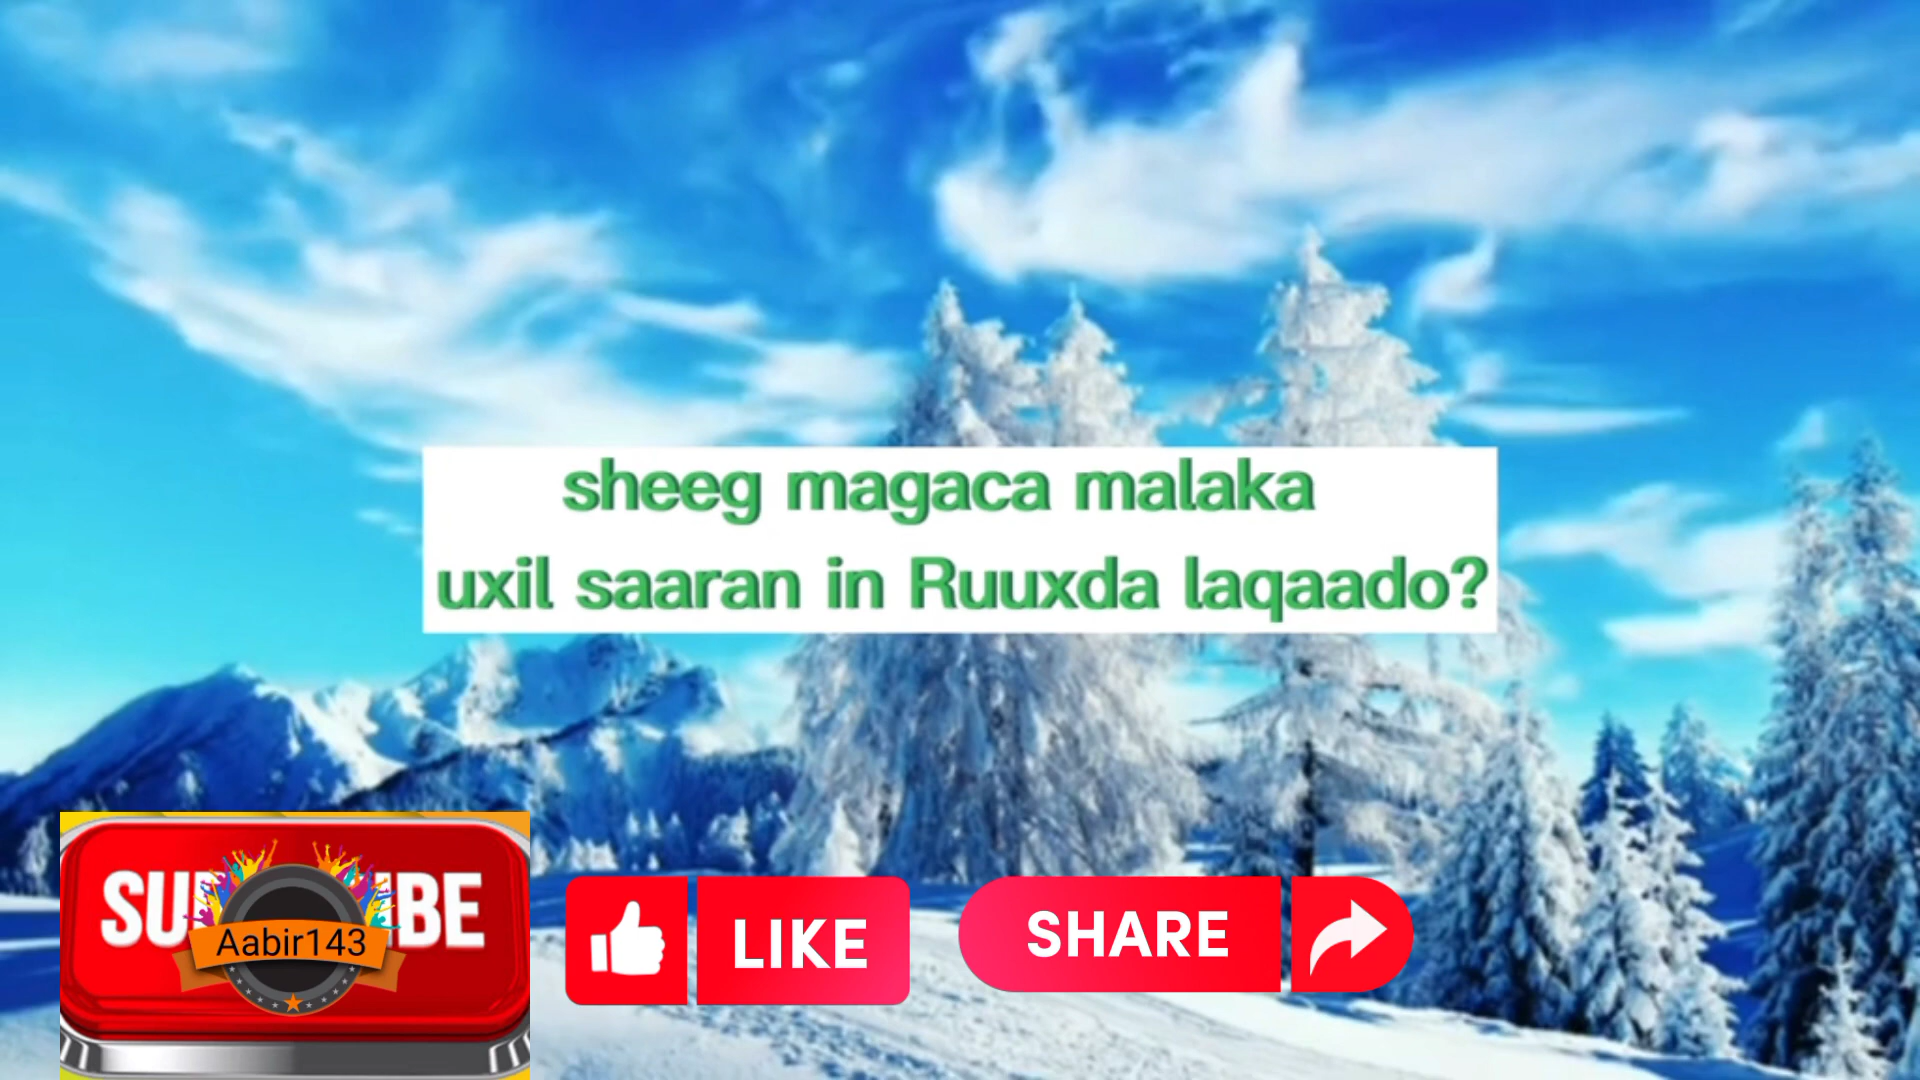 sheeg magaca malaka
uxil saaran in Ruuxda laqaado?
Aabir143
LIKE
SHARE